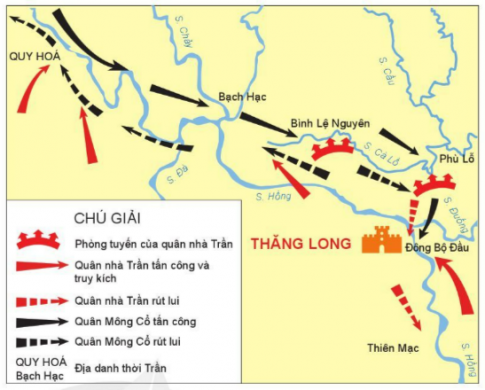 QUY HOÁ
S. Chảy
Bạch Hạc
Bình Lệ Nguyên
S. Cầu
Phù Lỗ
S. Cà Lồ
S. Đà
S. Hồng
S. Đuống
THĂNG LONG
Đông Bộ Đầu
Thiên Mạc
S. Hồng
CHÚ GIẢI
Phòng tuyến của quân nhà Trần
Quân nhà Trần tấn công và
truy kích
Quân nhà Trần rút lui
Quân Mông Cổ tấn công
Quân Mông Cổ rút lui
QUY HOÁ
Bạch Hạc
Địa danh thời Trần